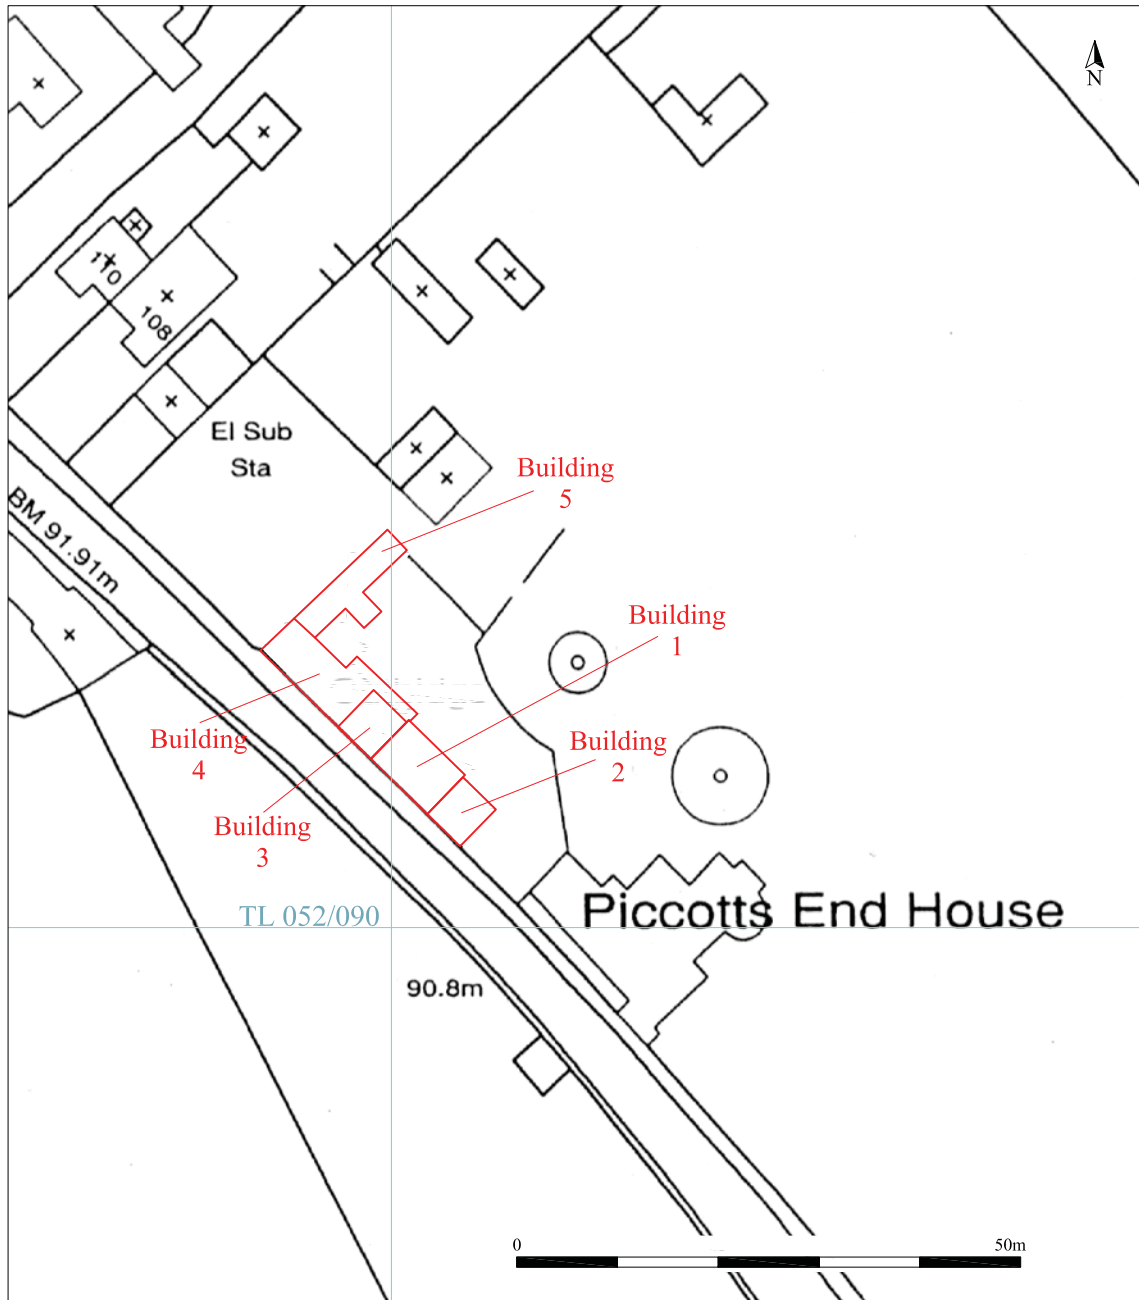 N
110
108
El Sub
Sta
BM 91.91m
Building
5
Building
1
Building
4
Building
2
Building
3
TL 052/090
Piccotts End House
90.8m
0 50m